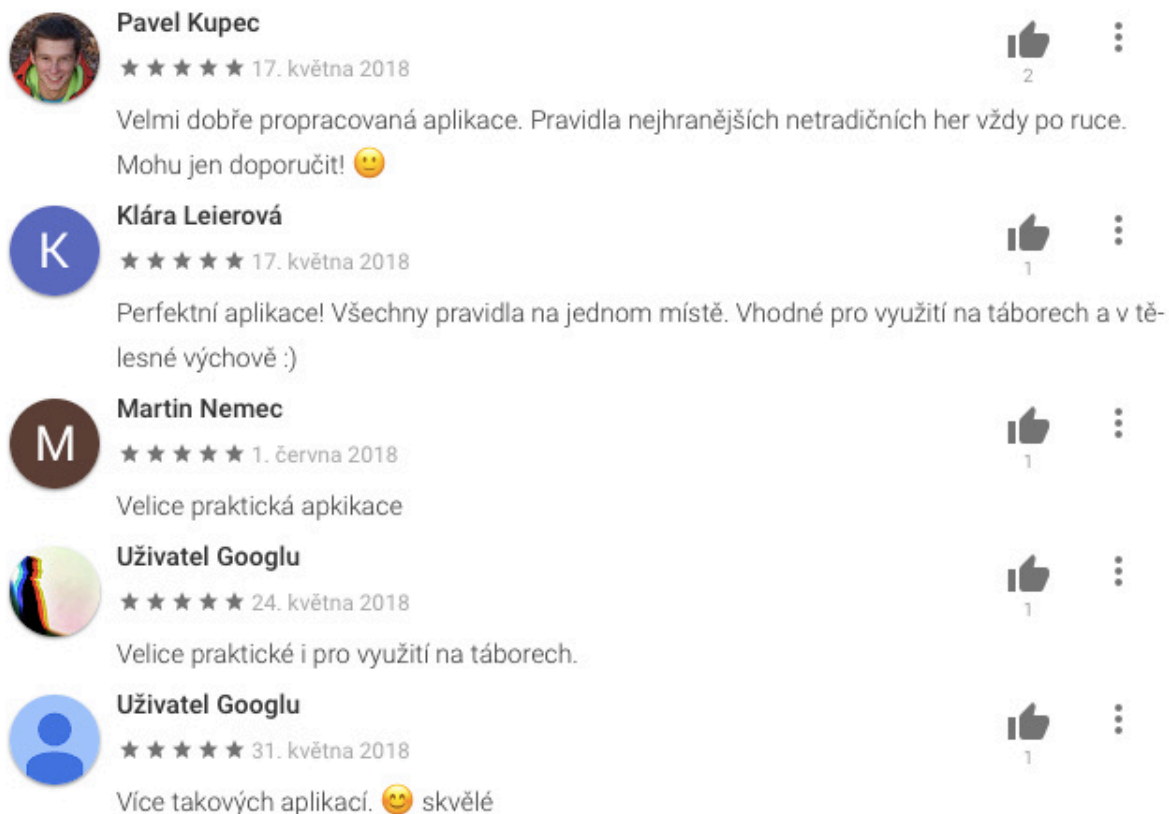 Pavel Kupec
★★★★★ 17. května 2018
2
Velmi dobře propracovaná aplikace. Pravidla nejhranějších netradičních her vždy po ruce.
Mohu jen doporučit! 🙂
Klára Leierová
K
★★★★★ 17. května 2018
1
Perfektní aplikace! Všechny pravidla na jednom místě. Vhodné pro využití na táborech a v tě-
lesné výchově :)
Martin Nemec
M
★★★★★ 1. června 2018
1
Velice praktická apkikace
Uživatel Googlu
★★★★★ 24. května 2018
1
Velice praktické i pro využití na táborech.
Uživatel Googlu
★★★★★ 31. května 2018
1
Více takových aplikací. 😊 skvělé